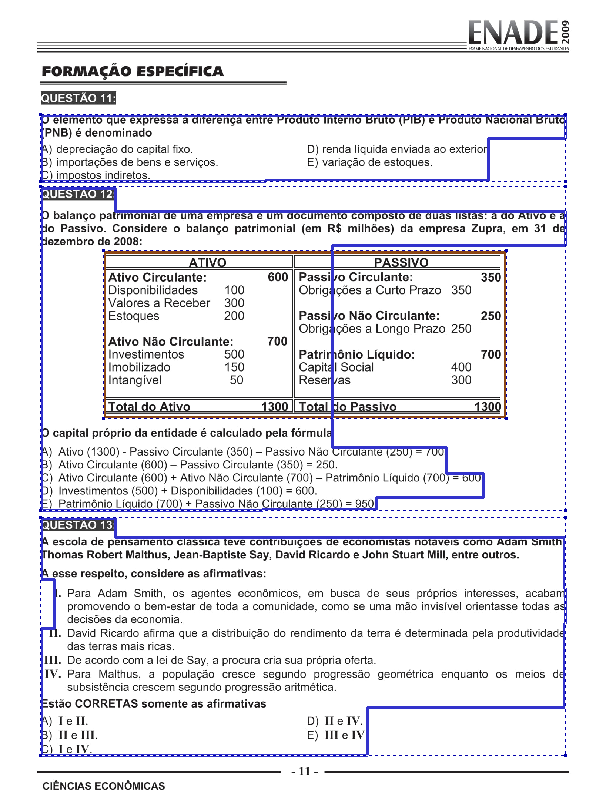 ENADE 2009
EXAME NACIONAL DE DESEMPENHO DOS ESTUDANTES
FORMAÇÃO ESPECÍFICA
QUESTÃO 11:
O elemento que expressa a diferença entre Produto Interno Bruto (PIB) e Produto Nacional Bruto
(PNB) é denominado
A) depreciação do capital fixo.
B) importações de bens e serviços.
C) impostos indiretos.
D) renda líquida enviada ao exterior
E) variação de estoques.
QUESTÃO 12
O balanço patrimonial de uma empresa é um documento composto de duas listas: a do Ativo e a
do Passivo. Considere o balanço patrimonial (em R$ milhões) da empresa Zupra, em 31 de
dezembro de 2008:
ATIVO PASSIVO
Ativo Circulante: 600 Passivo Circulante: 350
Disponibilidades 100 Obrigações a Curto Prazo 350
Valores a Receber 300
Estoques 200 Passivo Não Circulante: 250
Obrigações a Longo Prazo 250
Ativo Não Circulante: 700
Investimentos 500 Patrimônio Líquido: 700
Imobilizado 150 Capital Social 400
Intangível 50 Reservas 300
Total do Ativo 1300 Total do Passivo 1300
O capital próprio da entidade é calculado pela fórmula
A) Ativo (1300) - Passivo Circulante (350) – Passivo Não Circulante (250) = 700
B) Ativo Circulante (600) – Passivo Circulante (350) = 250.
C) Ativo Circulante (600) + Ativo Não Circulante (700) – Patrimônio Líquido (700) = 600
D) Investimentos (500) + Disponibilidades (100) = 600.
E) Patrimônio Líquido (700) + Passivo Não Circulante (250) = 950
QUESTÃO 13
A escola de pensamento clássica teve contribuições de economistas notáveis como Adam Smith,
Thomas Robert Malthus, Jean-Baptiste Say, David Ricardo e John Stuart Mill, entre outros.
A esse respeito, considere as afirmativas:
I. Para Adam Smith, os agentes econômicos, em busca de seus próprios interesses, acabam
promovendo o bem-estar de toda a comunidade, como se uma mão invisível orientasse todas as
decisões da economia.
II. David Ricardo afirma que a distribuição do rendimento da terra é determinada pela produtividade
das terras mais ricas.
III. De acordo com a lei de Say, a procura cria sua própria oferta.
IV. Para Malthus, a população cresce segundo progressão geométrica enquanto os meios de
subsistência crescem segundo progressão aritmética.
Estão CORRETAS somente as afirmativas
A) I e II.
B) II e III.
C) I e IV.
D) II e IV.
E) III e IV
- 11 -
CIÊNCIAS ECONÔMICAS